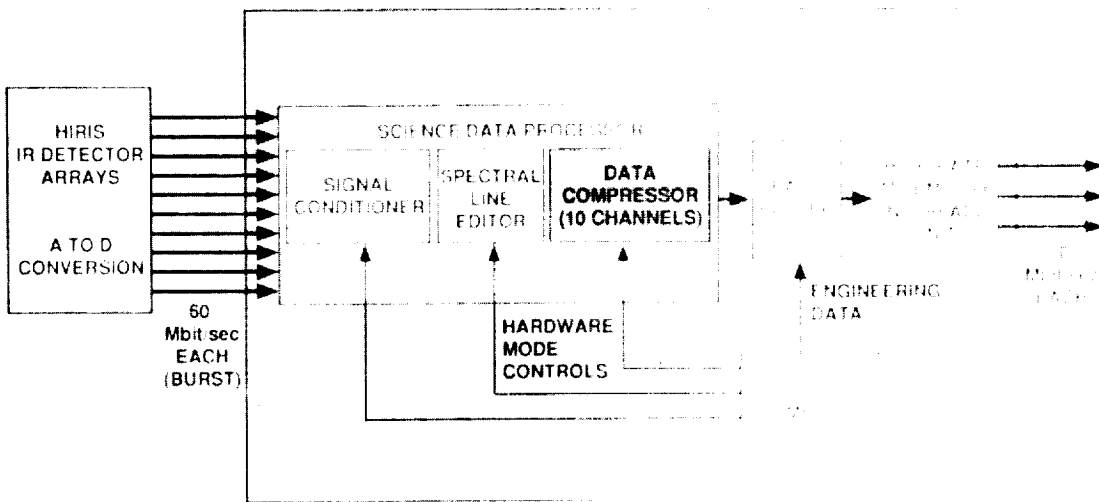 HIRIS
IR DETECTOR
ARRAYS
A TO D
CONVERSION
60
Mbit/sec
EACH
(BURST)
SCIENCE DATA PROCESSOR
SIGNAL
CONDITIONER
SPECTRAL
LINE
EDITOR
DATA
COMPRESSOR
(10 CHANNELS)
HARDWARE
MODE
CONTROLS
ENGINEERING
DATA
EACH